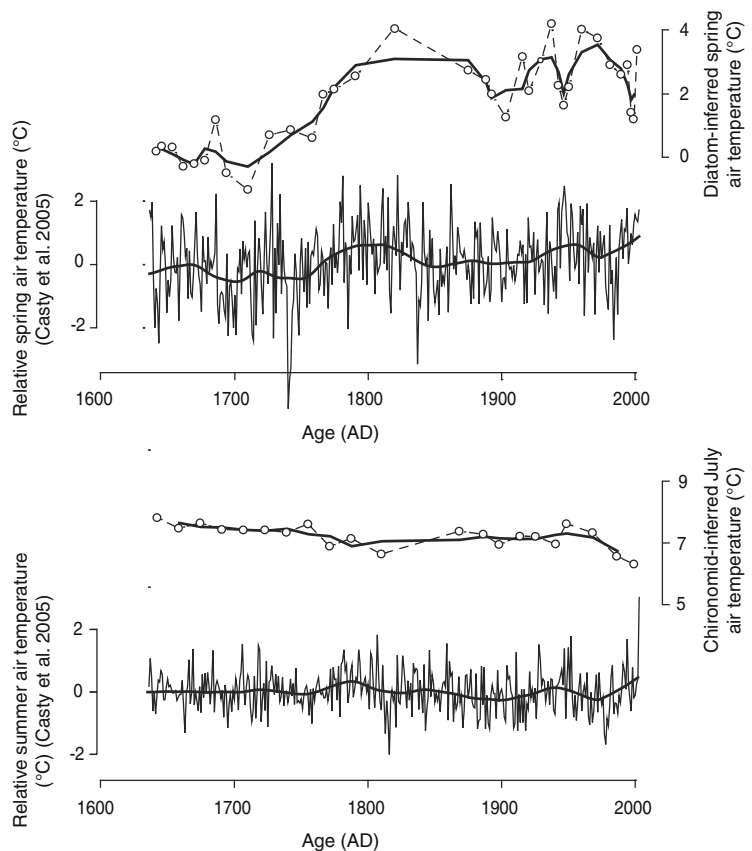 4
2
0
Diatom-inferred spring
air temperature (°C)
Relative spring air temperature (°C)
(Casty et al. 2005)
2
0
-2
1600
1700
1800
1900
2000
Age (AD)
9
7
5
Chironomid-inferred July
air temperature (°C)
Relative summer air temperature
(°C) (Casty et al. 2005)
2
0
-2
1600
1700
1800
1900
2000
Age (AD)